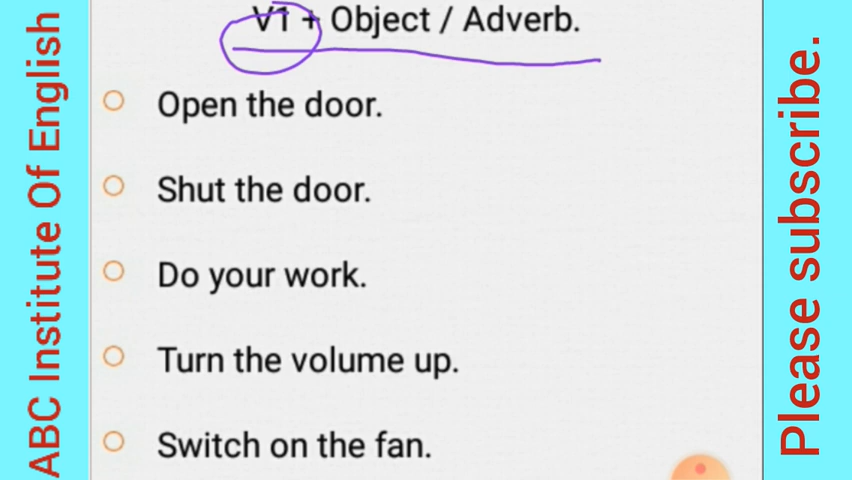 ABC Institute Of English
V1 + Object / Adverb.
Open the door.
Shut the door.
Do your work.
Turn the volume up.
Switch on the fan.
Please subscribe.